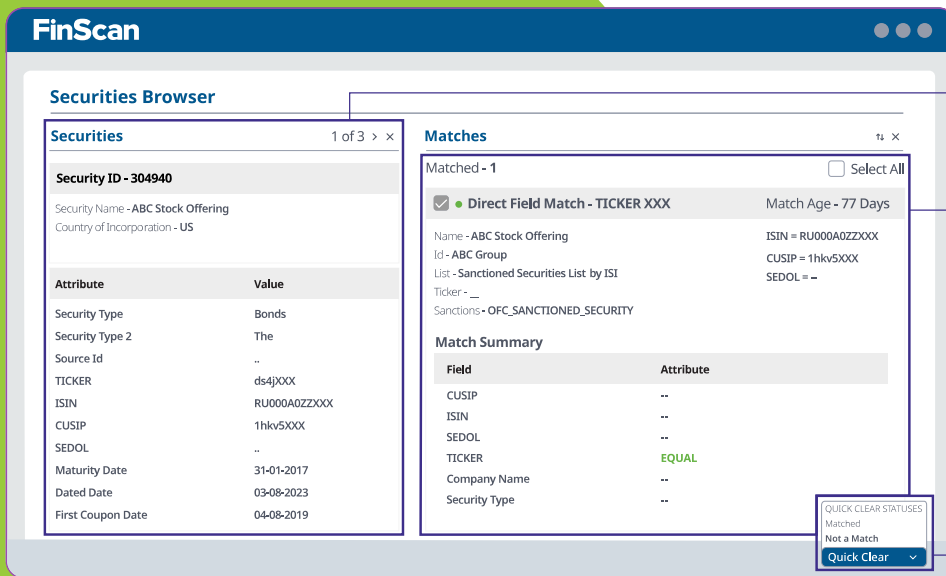 FinScan
Securities Browser
Securities 1 of 3 > ×
Security ID - 304940
Security Name - ABC Stock Offering
Country of Incorporation - US
Attribute Value
Security Type Bonds
Security Type 2 The
Source Id ..
TICKER ds4jXXX
ISIN RU000A0ZZXXX
CUSIP 1hkv5XXX
SEDOL ..
Maturity Date 31-01-2017
Dated Date 03-08-2023
First Coupon Date 04-08-2019
Matches
Matched - 1 Select All
Direct Field Match - TICKER XXX Match Age - 77 Days
Name - ABC Stock Offering ISIN = RU000A0ZZXXX
Id - ABC Group CUSIP = 1hkv5XXX
List - Sanctioned Securities List by ISI SEDOL = --
Ticker - __
Sanctions - OFC_SANCTIONED_SECURITY
Match Summary
Field Attribute
CUSIP --
ISIN --
SEDOL --
TICKER EQUAL
Company Name --
Security Type --
QUICK CLEAR STATUSES
Matched
Not a Match
Quick Clear